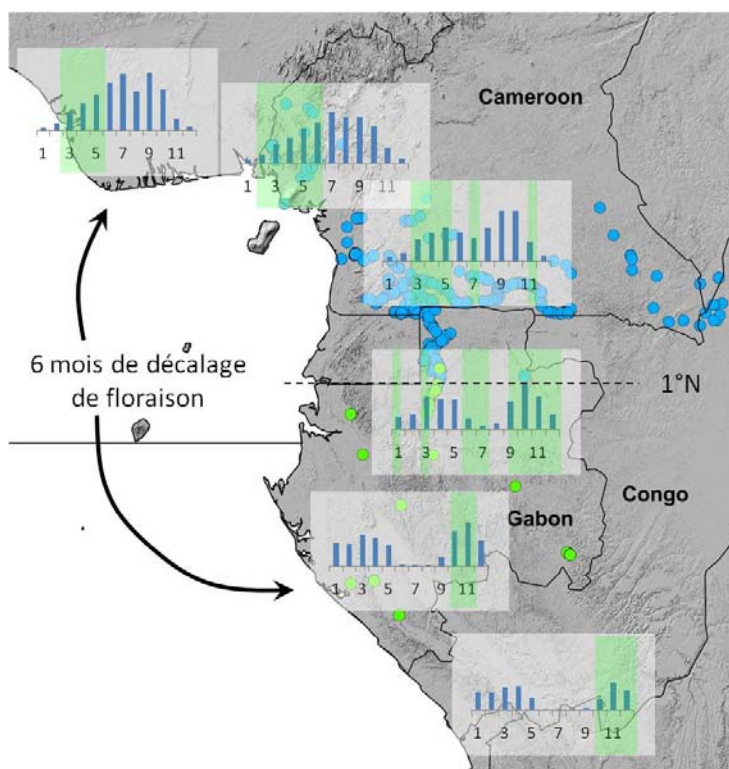 1 3 5 7 9 11
Cameroon
1 3 5 7 9 11
1 3 5 7 9 11
6 mois de décalage
de floraison
1°N
1 3 5 7 9 11
Congo
Gabon
1 3 5 7 9 11
1 3 5 7 9 11